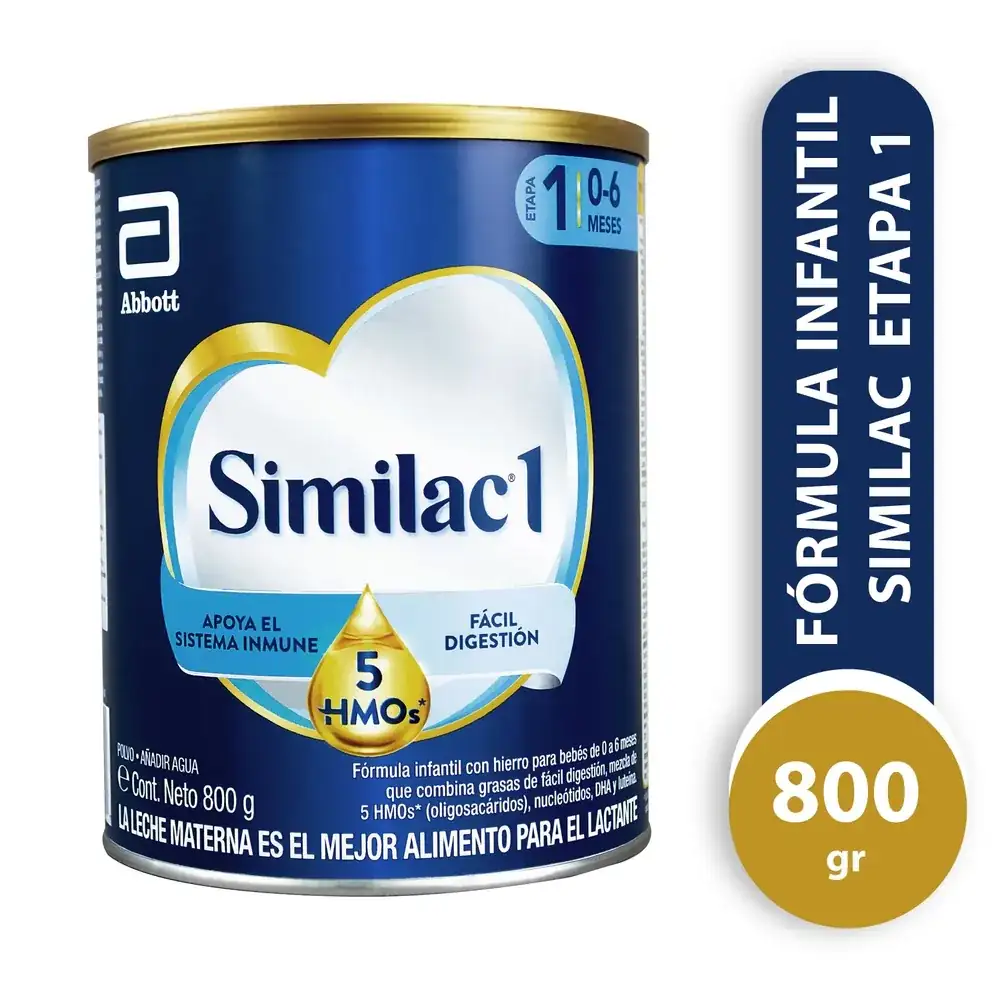 Abbott
ETAPA 1 0-6 MESES
Similac®1
APOYA EL
SISTEMA INMUNE
FÁCIL
DIGESTIÓN
5
HMOs*
POLVO • AÑADIR AGUA
℮ Cont. Neto 800 g
Fórmula infantil con hierro para bebés de 0 a 6 meses
que combina grasas de fácil digestión, mezcla de
5 HMOs* (oligosacáridos), nucleótidos, DHA y luteína.
LA LECHE MATERNA ES EL MEJOR ALIMENTO PARA EL LACTANTE
FÓRMULA INFANTIL
SIMILAC ETAPA 1
800
gr